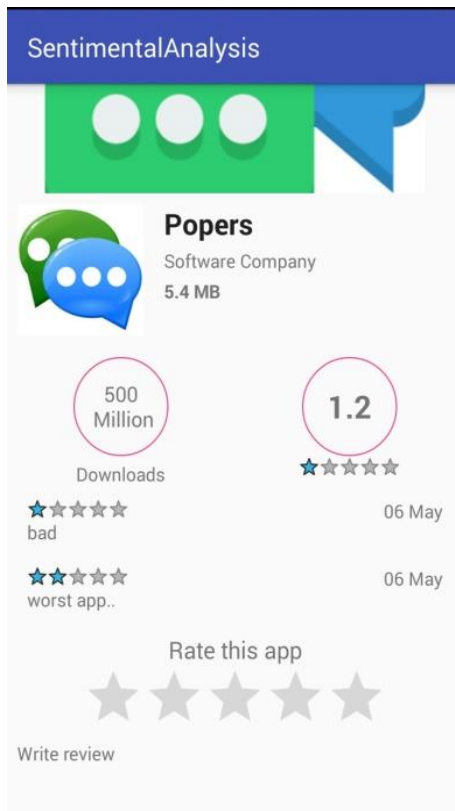 SentimentalAnalysis
Popers
Software Company
5.4 MB
500
Million
1.2
Downloads
bad
06 May
worst app..
06 May
Rate this app
Write review